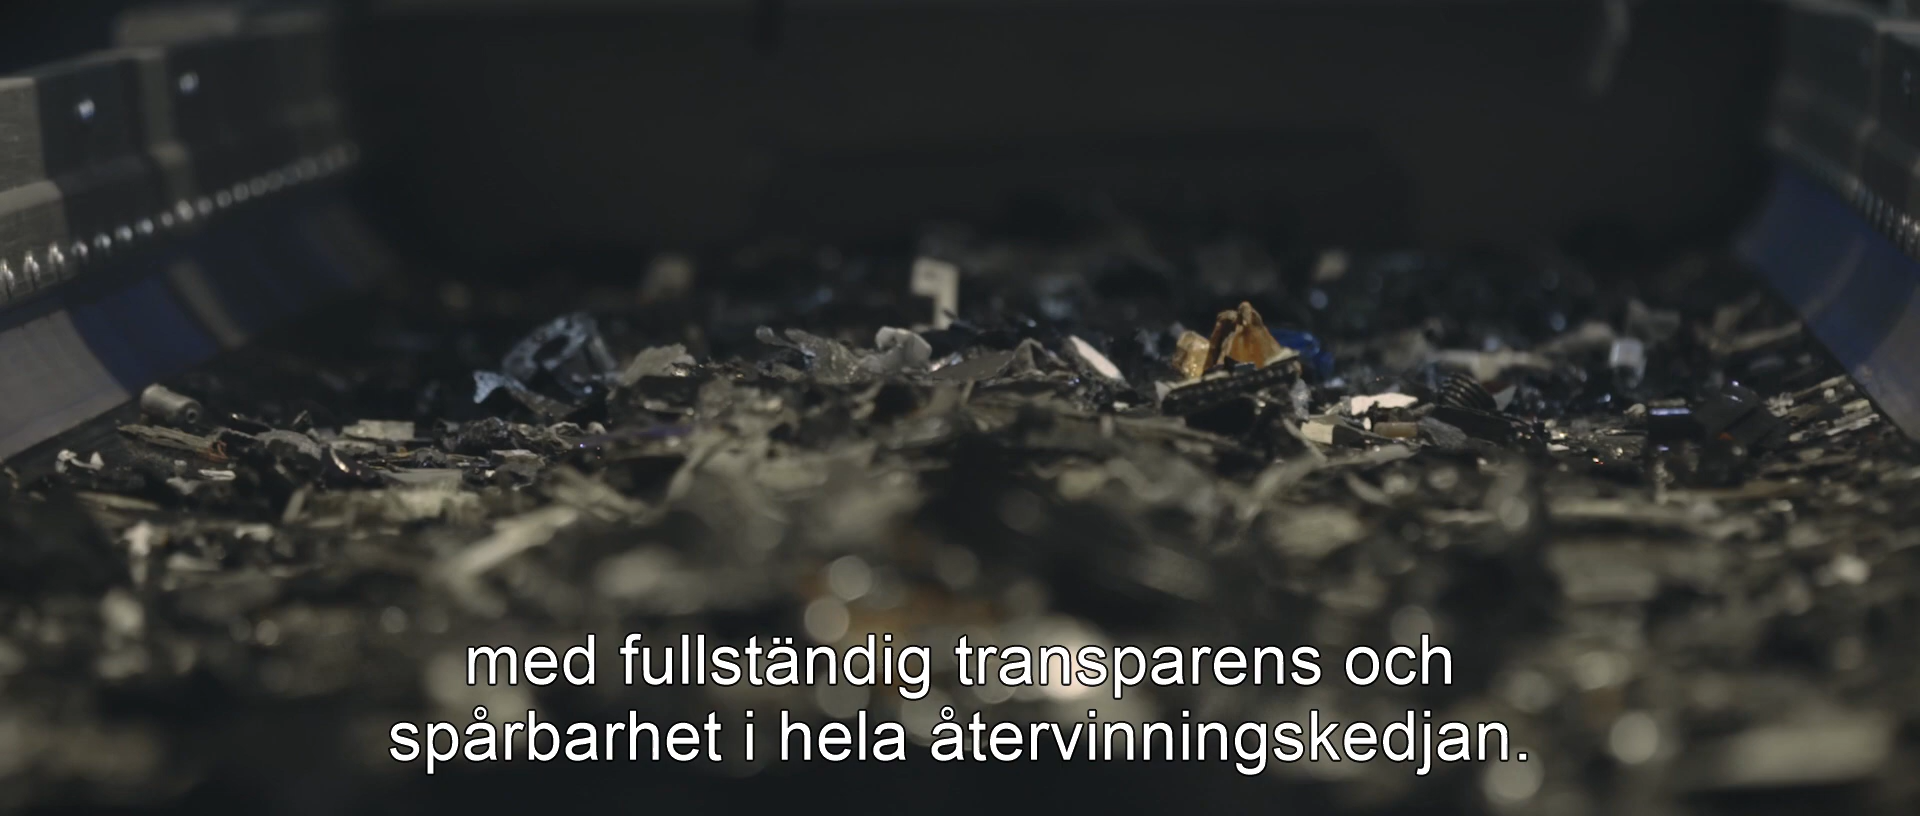 med fullständig transparens och
spårbarhet i hela återvinningskedjan.